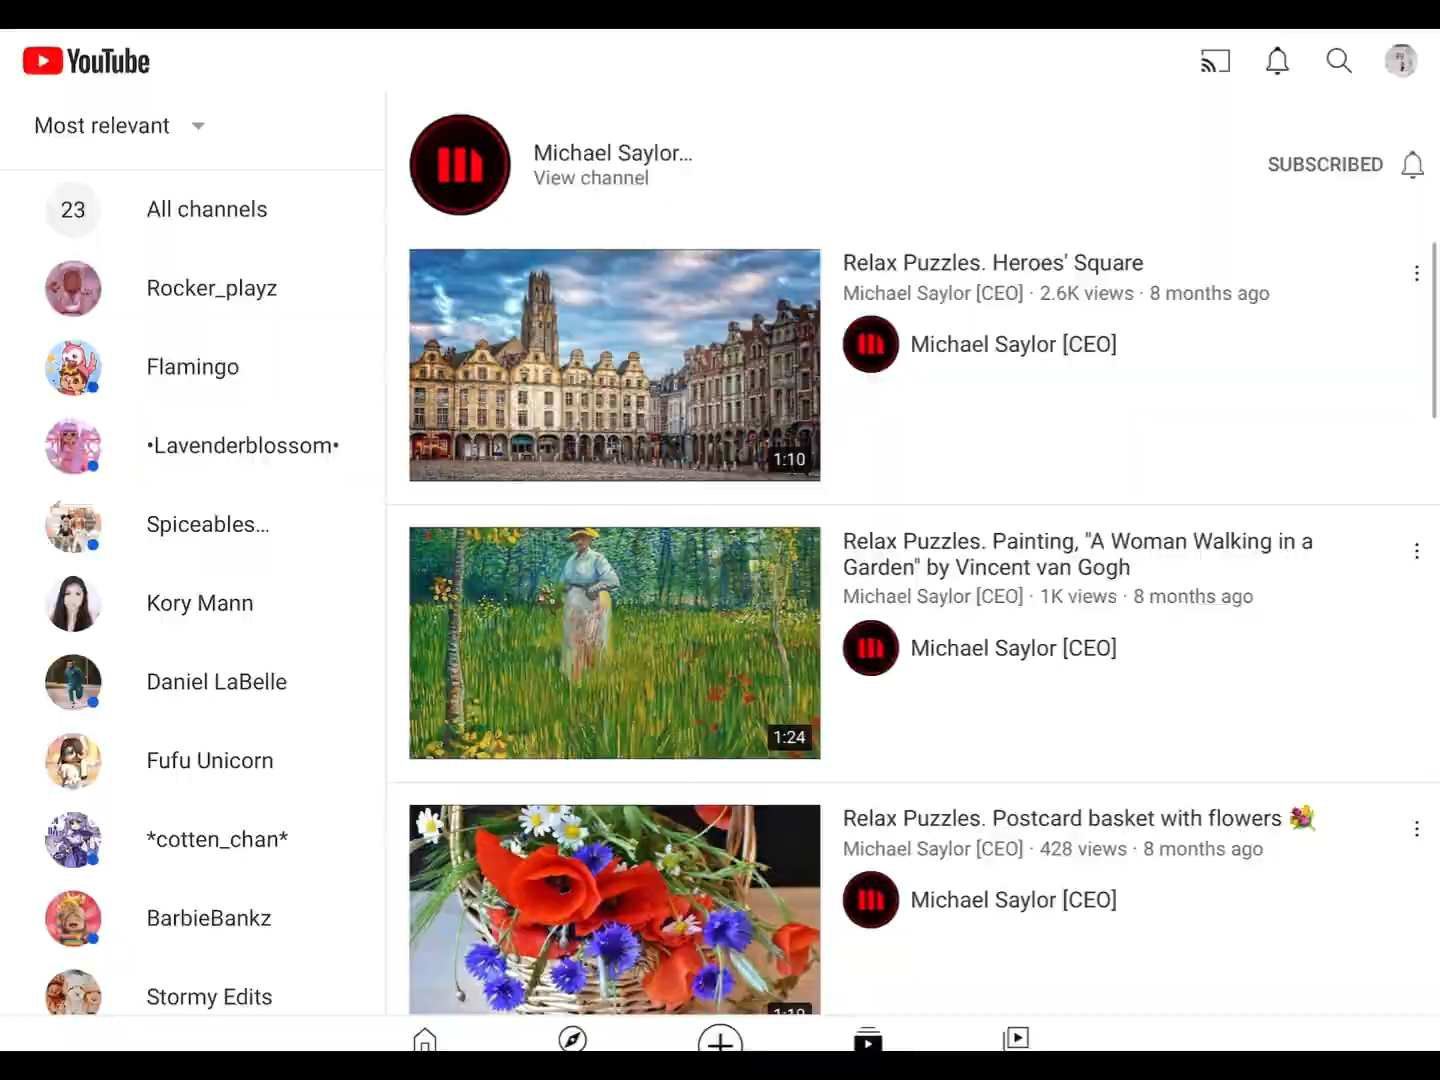 YouTube
Most relevant
23
All channels
Rocker_playz
Flamingo
•Lavenderblossom•
Spiceables...
Kory Mann
Daniel LaBelle
Fufu Unicorn
*cotten_chan*
BarbieBankz
Stormy Edits
Michael Saylor...
View channel
SUBSCRIBED
1:10
Relax Puzzles. Heroes' Square
Michael Saylor [CEO] · 2.6K views · 8 months ago
Michael Saylor [CEO]
1:24
Relax Puzzles. Painting, "A Woman Walking in a
Garden" by Vincent van Gogh
Michael Saylor [CEO] · 1K views · 8 months ago
Michael Saylor [CEO]
Relax Puzzles. Postcard basket with flowers 💐
Michael Saylor [CEO] · 428 views · 8 months ago
Michael Saylor [CEO]